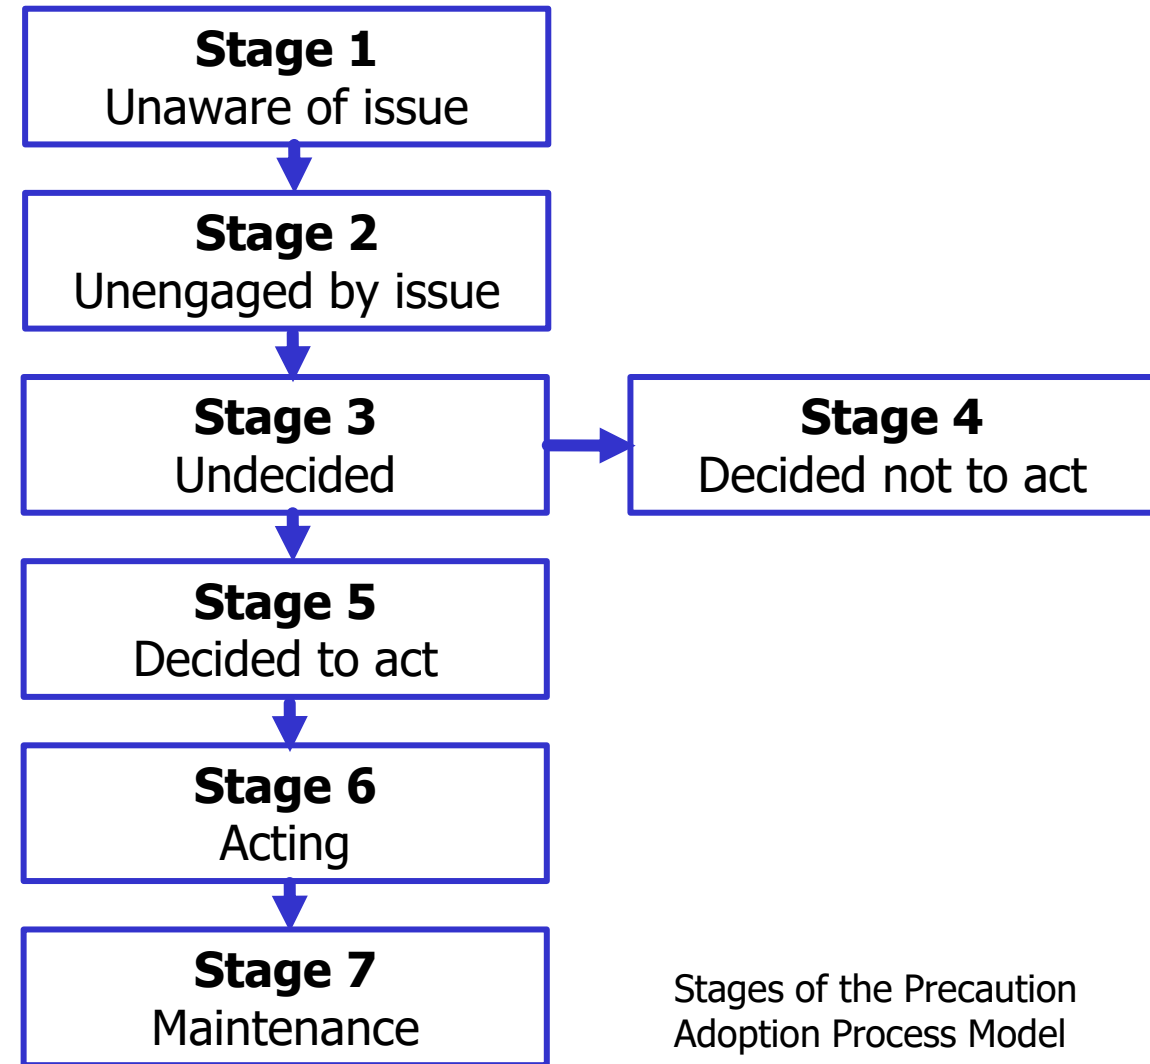 Stage 1
Unaware of issue
Stage 2
Unengaged by issue
Stage 3
Undecided
Stage 4
Decided not to act
Stage 5
Decided to act
Stage 6
Acting
Stage 7
Maintenance
Stages of the Precaution
Adoption Process Model